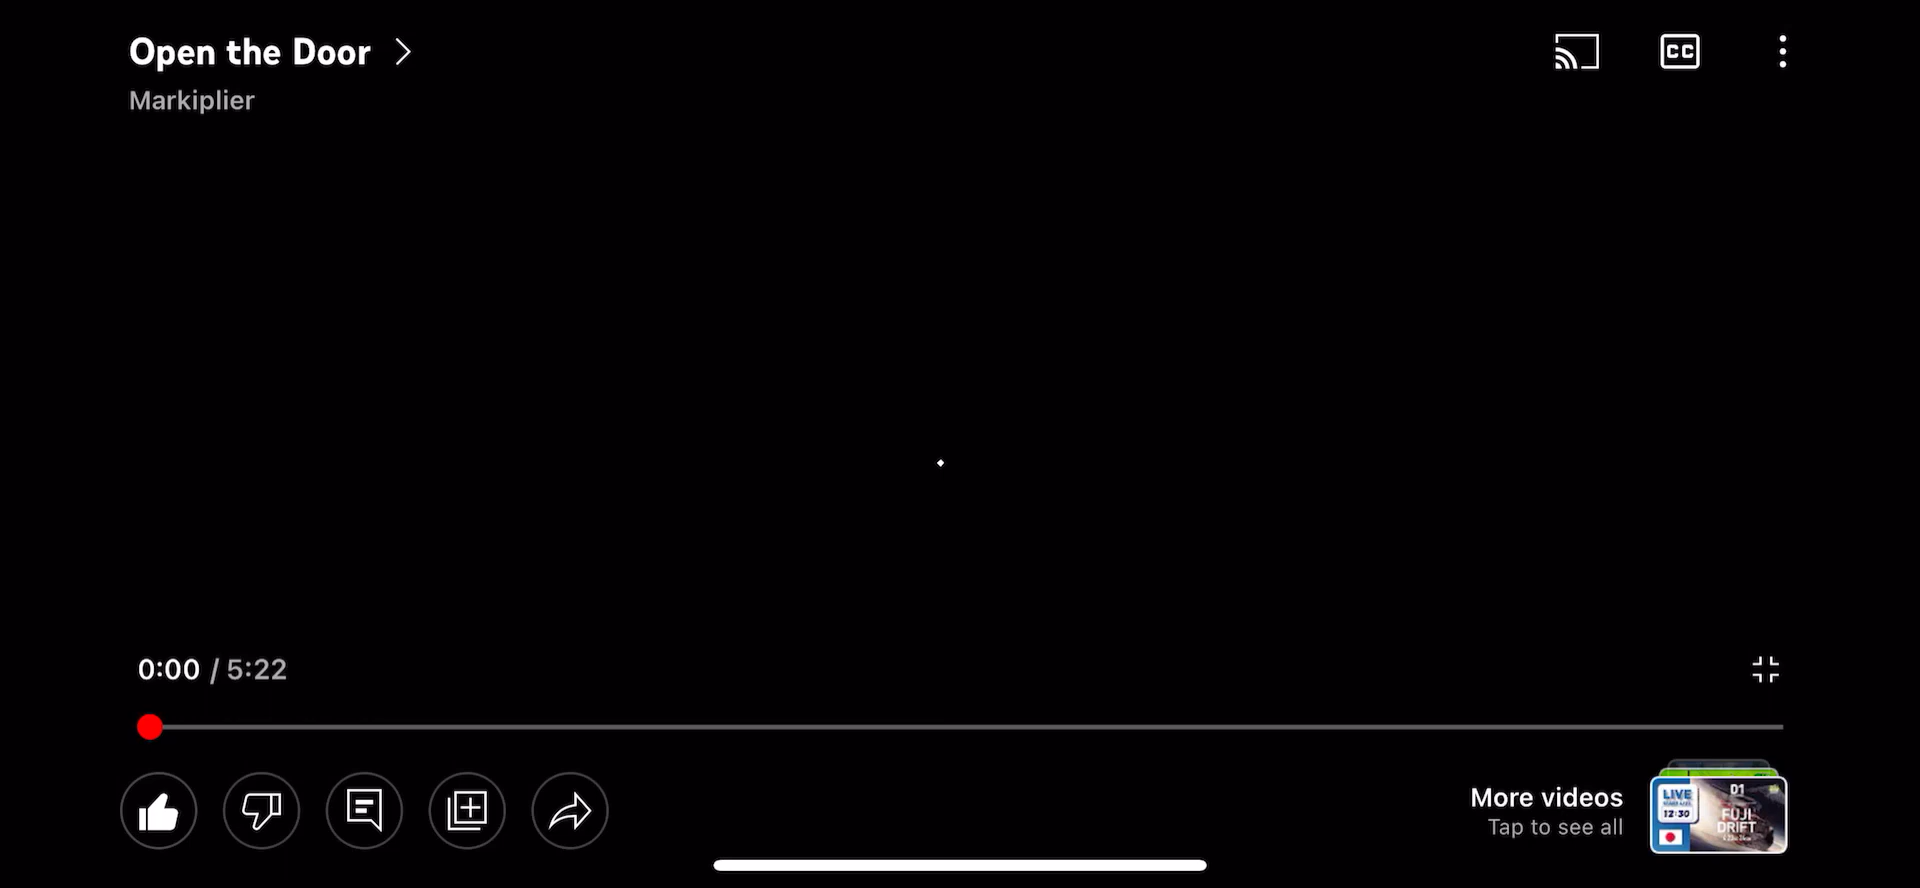 Open the Door
Markiplier
CC
0:00 / 5:22
More videos
Tap to see all
LIVE
12:30
D1
FUJI
DRIFT